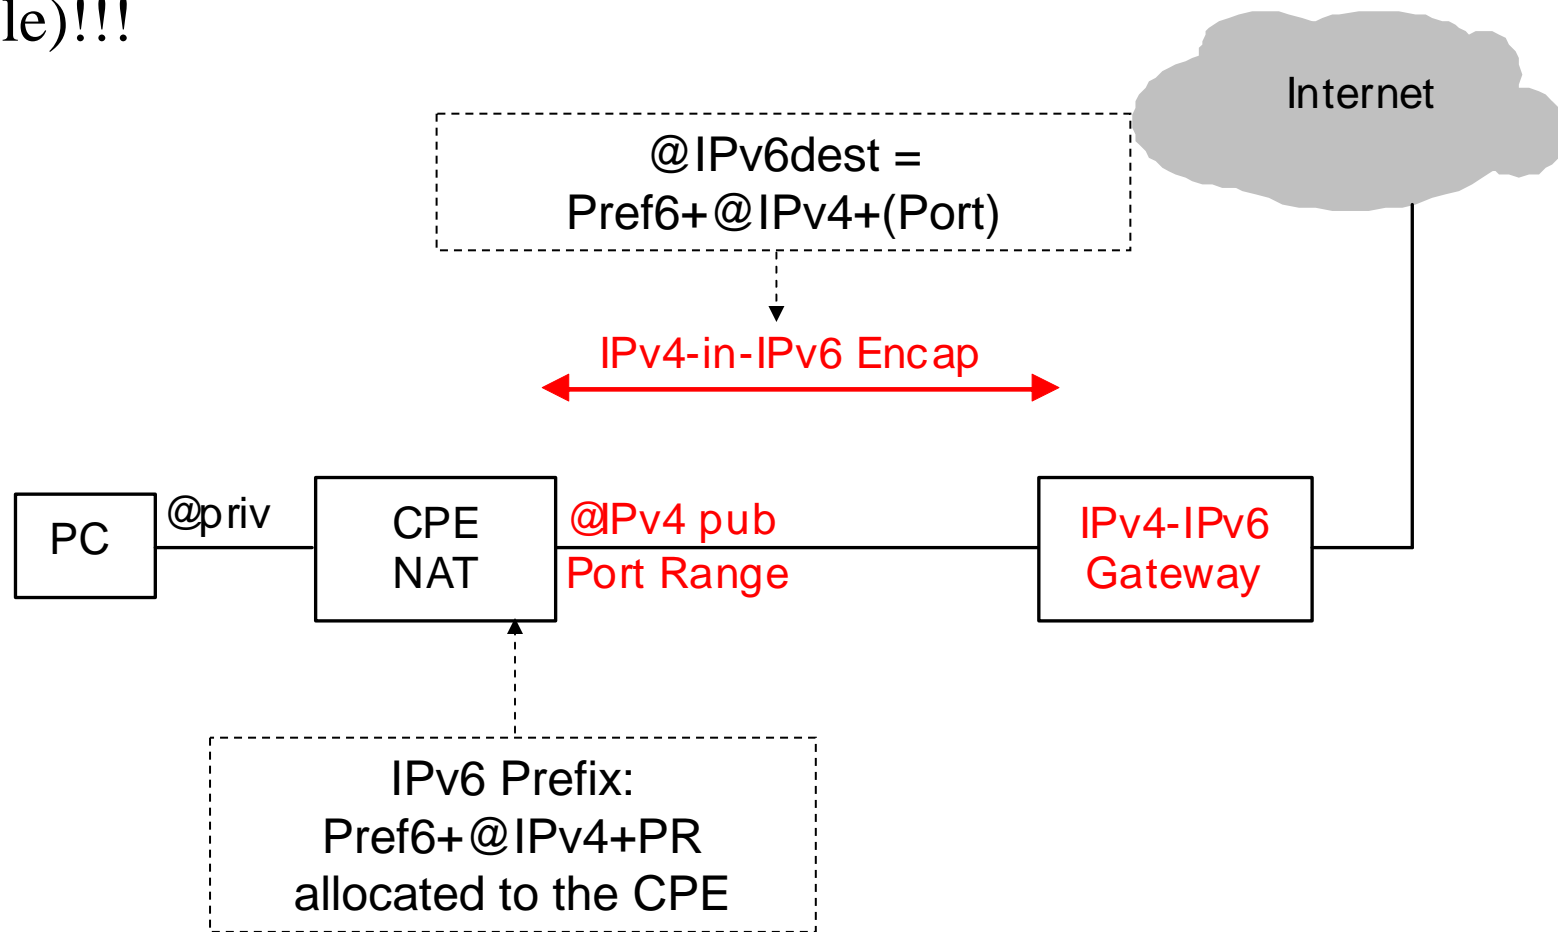 le)!!!
Internet
@IPv6dest =
Pref6+@IPv4+(Port)
IPv4-in-IPv6 Encap
PC
@priv
CPE
NAT
@IPv4 pub
Port Range
IPv4-IPv6
Gateway
IPv6 Prefix:
Pref6+@IPv4+PR
allocated to the CPE